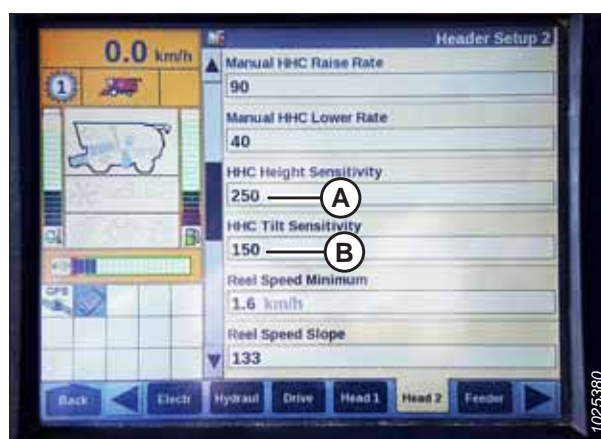 0.0 km/h
Header Setup 2
1
Manual HHC Raise Rate
90
Manual HHC Lower Rate
40
HHC Height Sensitivity
250
A
HHC Tilt Sensitivity
150
B
GPS
Reel Speed Minimum
1.6 km/h
Reel Speed Slope
133
Back
Electr
Hydraul
Drive
Head 1
Head 2
Feeder
1025380